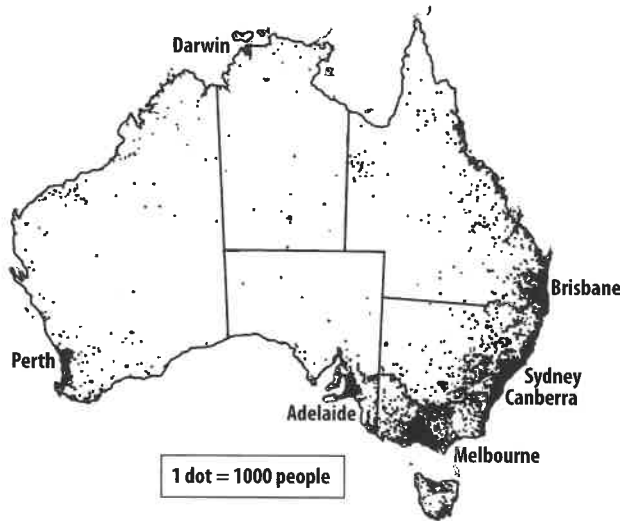 Darwin
Brisbane
Perth
Sydney
Canberra
Adelaide
Melbourne
1 dot = 1000 people